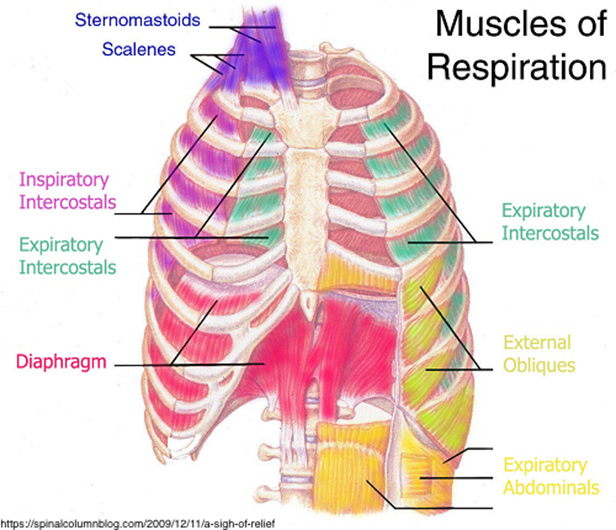 Muscles of
Respiration
Sternomastoids
Scalenes
Inspiratory
Intercostals
Expiratory
Intercostals
Diaphragm
Expiratory
Intercostals
External
Obliques
Expiratory
Abdominals
https://spinalcolumnblog.com/2009/12/11/a-sigh-of-relief